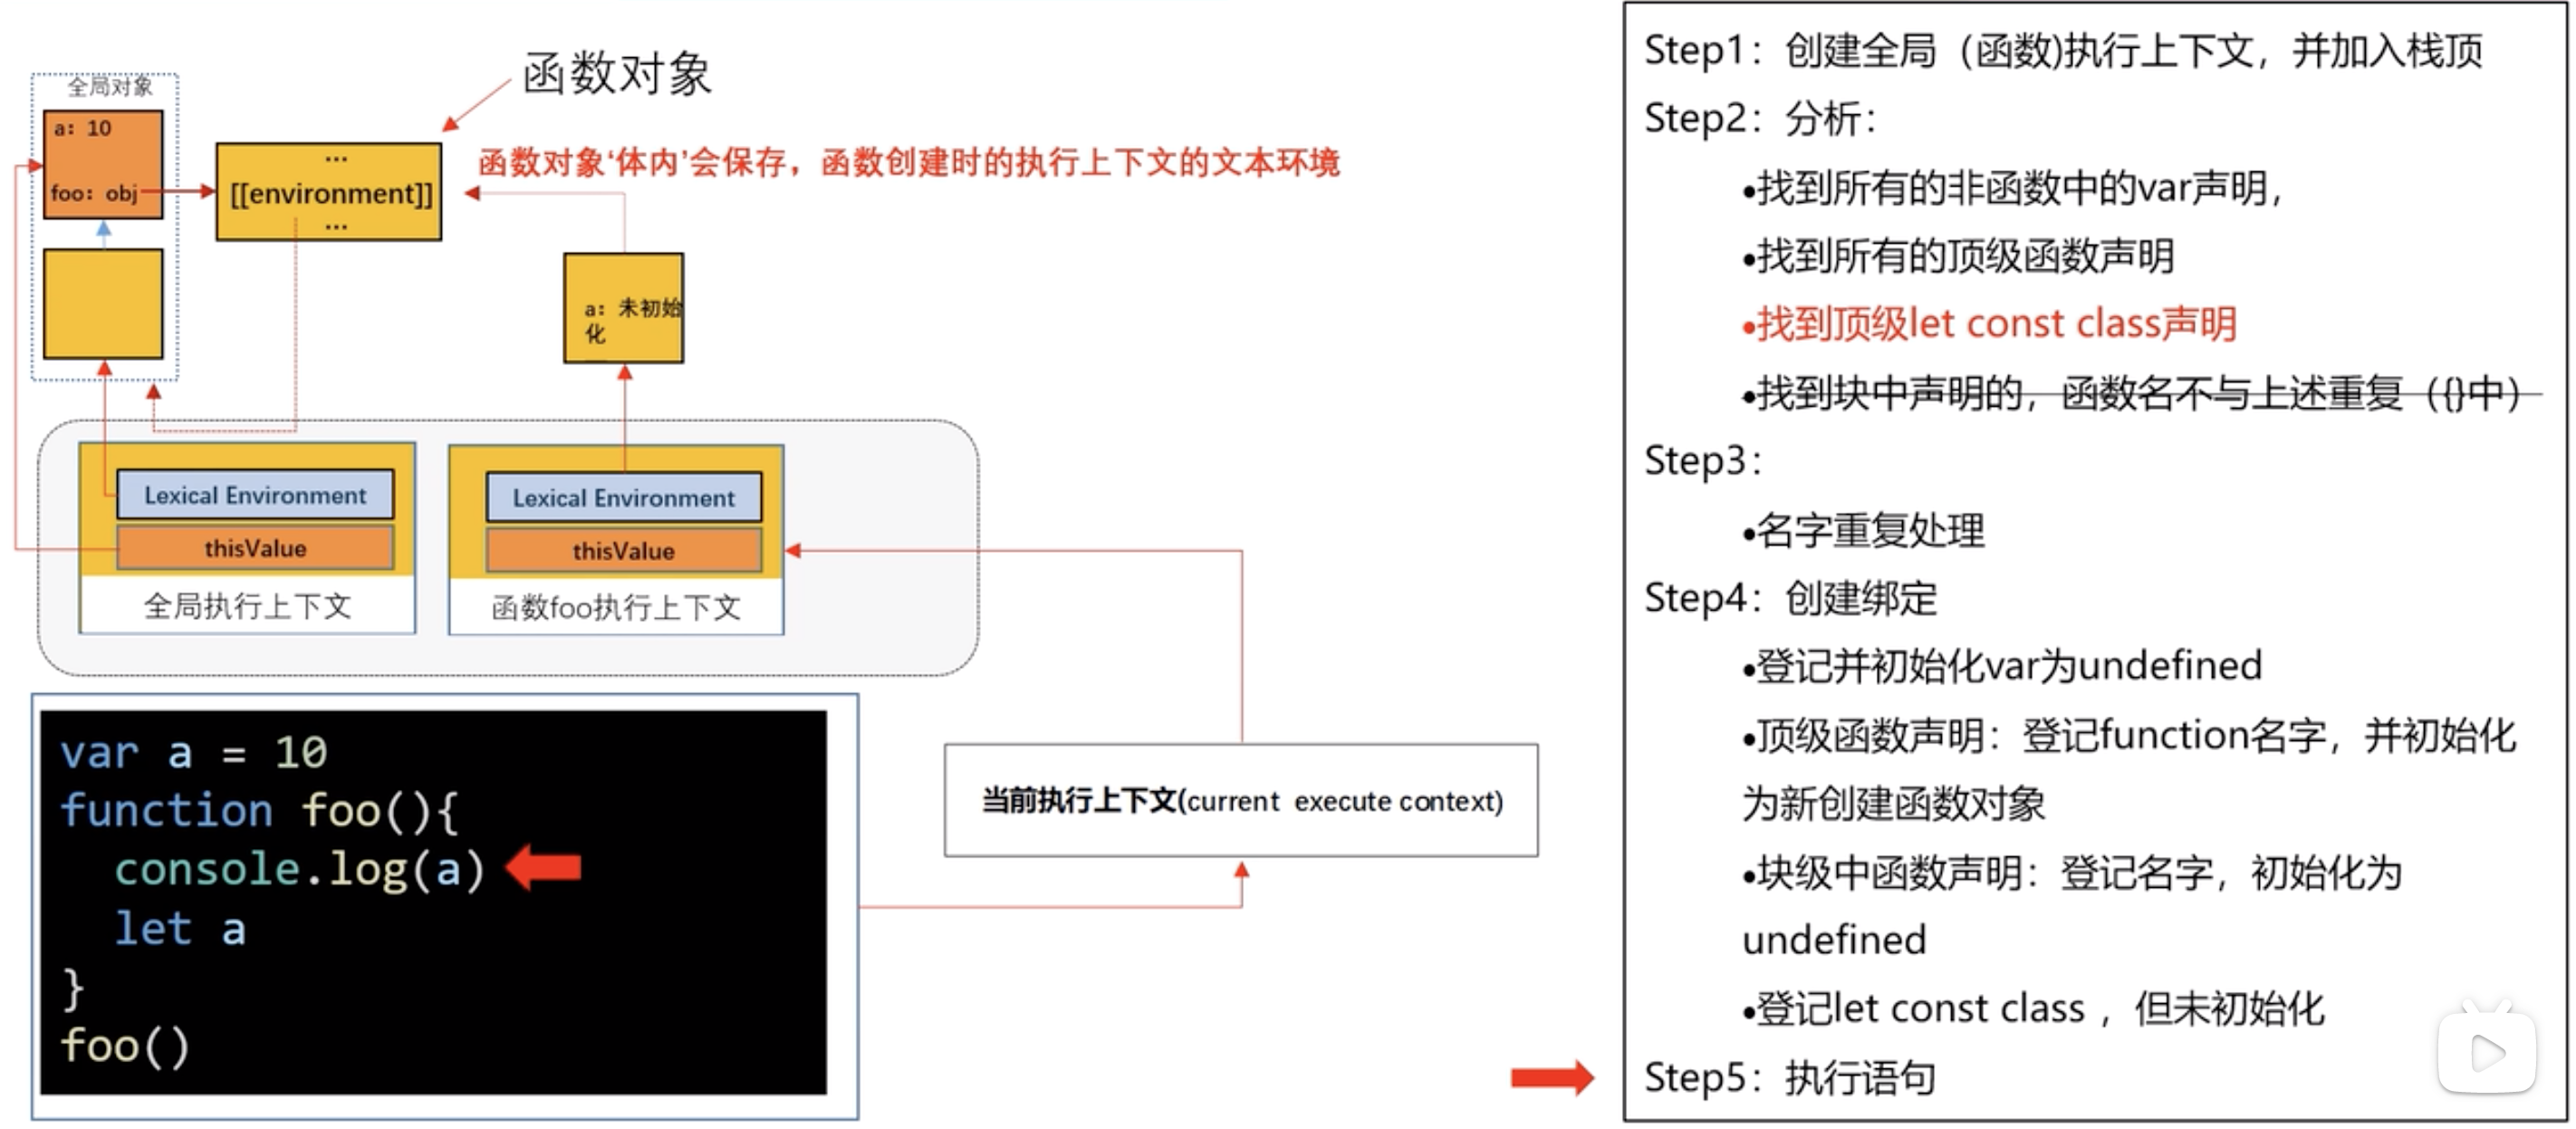 函数对象
全局对象
a: 10
foo: obj
...
[[environment]]
...
函数对象‘体内’会保存，函数创建时的执行上下文的文本环境
a: 未初始
化
Lexical Environment
thisValue
全局执行上下文
Lexical Environment
thisValue
函数foo执行上下文
var a = 10
function foo(){
console.log(a)
let a
}
foo()
当前执行上下文(current execute context)
Step1：创建全局（函数)执行上下文，并加入栈顶
Step2：分析：
•找到所有的非函数中的var声明，
•找到所有的顶级函数声明
•找到顶级let const class声明
•找到块中声明的，函数名不与上述重复（{}中）
Step3：
•名字重复处理
Step4：创建绑定
•登记并初始化var为undefined
•顶级函数声明：登记function名字，并初始化
为新创建函数对象
•块级中函数声明：登记名字，初始化为
undefined
•登记let const class ，但未初始化
Step5：执行语句